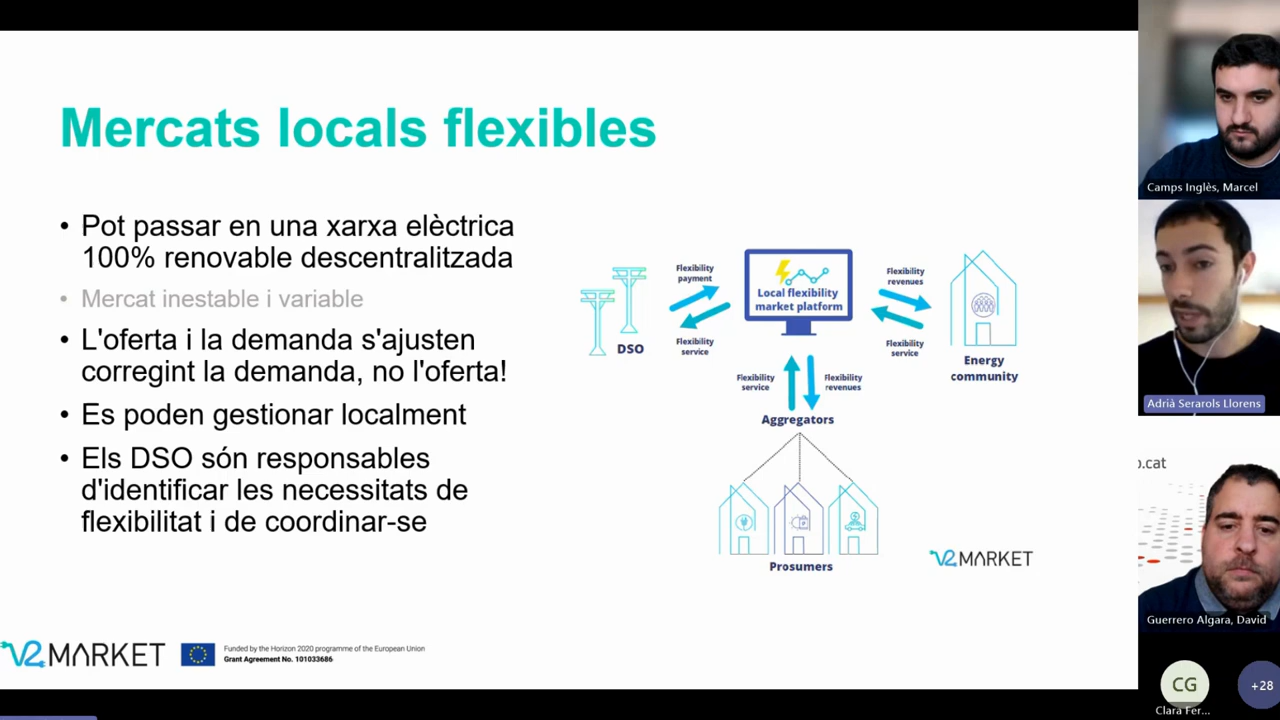 Mercats locals flexibles
• Pot passar en una xarxa elèctrica
100% renovable descentralitzada
• Mercat inestable i variable
• L'oferta i la demanda s'ajusten
corregint la demanda, no l'oferta!
• Es poden gestionar localment
• Els DSO són responsables
d'identificar les necessitats de
flexibilitat i de coordinar-se
Flexibility
payment
Flexibility
service
DSO
Local flexibility
market platform
Flexibility
revenues
Flexibility
service
Energy
community
Flexibility
service
Flexibility
revenues
Aggregators
Prosumers
V2MARKET
V2MARKET
Funded by the Horizon 2020 programme of the European Union
Grant Agreement No. 101033686
Camps Inglès, Marcel
Adrià Serarols Llorens
o.cat
Guerrero Algara, David
CG
Clara Fer...
+28